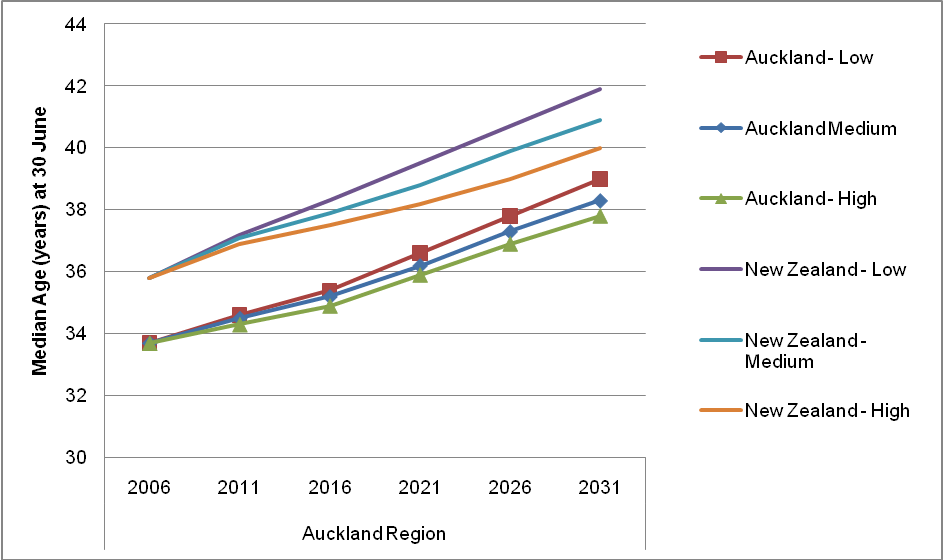 Median Age (years) at 30 June
44
42
40
38
36
34
32
30
2006 2011 2016 2021 2026 2031
Auckland Region
Auckland - Low
Auckland Medium
Auckland - High
New Zealand - Low
New Zealand -
Medium
New Zealand - High